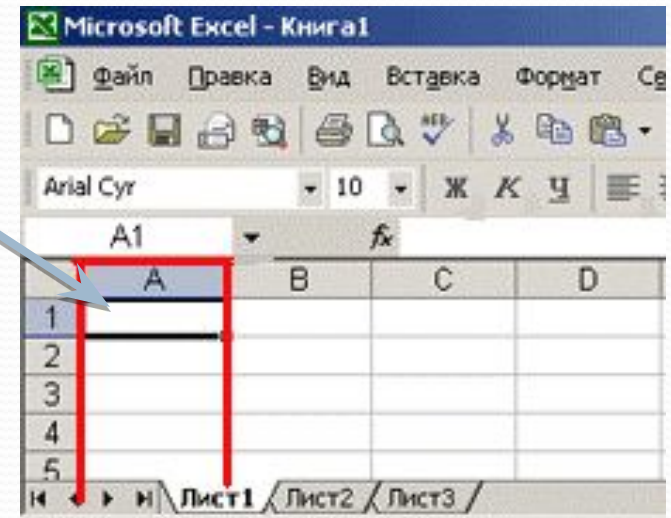 Microsoft Excel - Книга1
Файл Правка Вид Вставка Формат Се
Arial Cyr 10 Ж К Ч
A1 fx
A B C D
1
2
3
4
5
Лист1 Лист2 Лист3